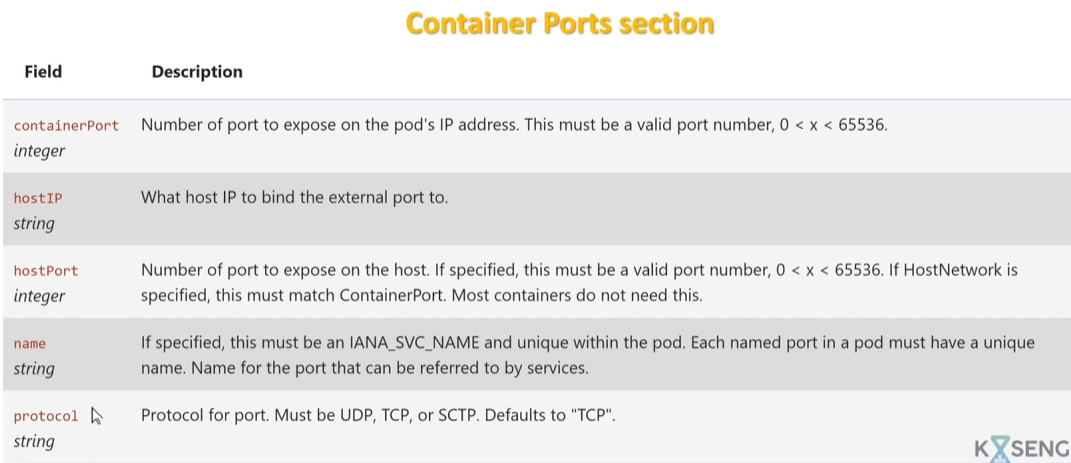 Container Ports section
Field Description
containerPort Number of port to expose on the pod's IP address. This must be a valid port number, 0 < x < 65536.
integer
hostIP What host IP to bind the external port to.
string
hostPort Number of port to expose on the host. If specified, this must be a valid port number, 0 < x < 65536. If HostNetwork is
integer specified, this must match ContainerPort. Most containers do not need this.
name If specified, this must be an IANA_SVC_NAME and unique within the pod. Each named port in a pod must have a unique
string name. Name for the port that can be referred to by services.
protocol Protocol for port. Must be UDP, TCP, or SCTP. Defaults to "TCP".
string